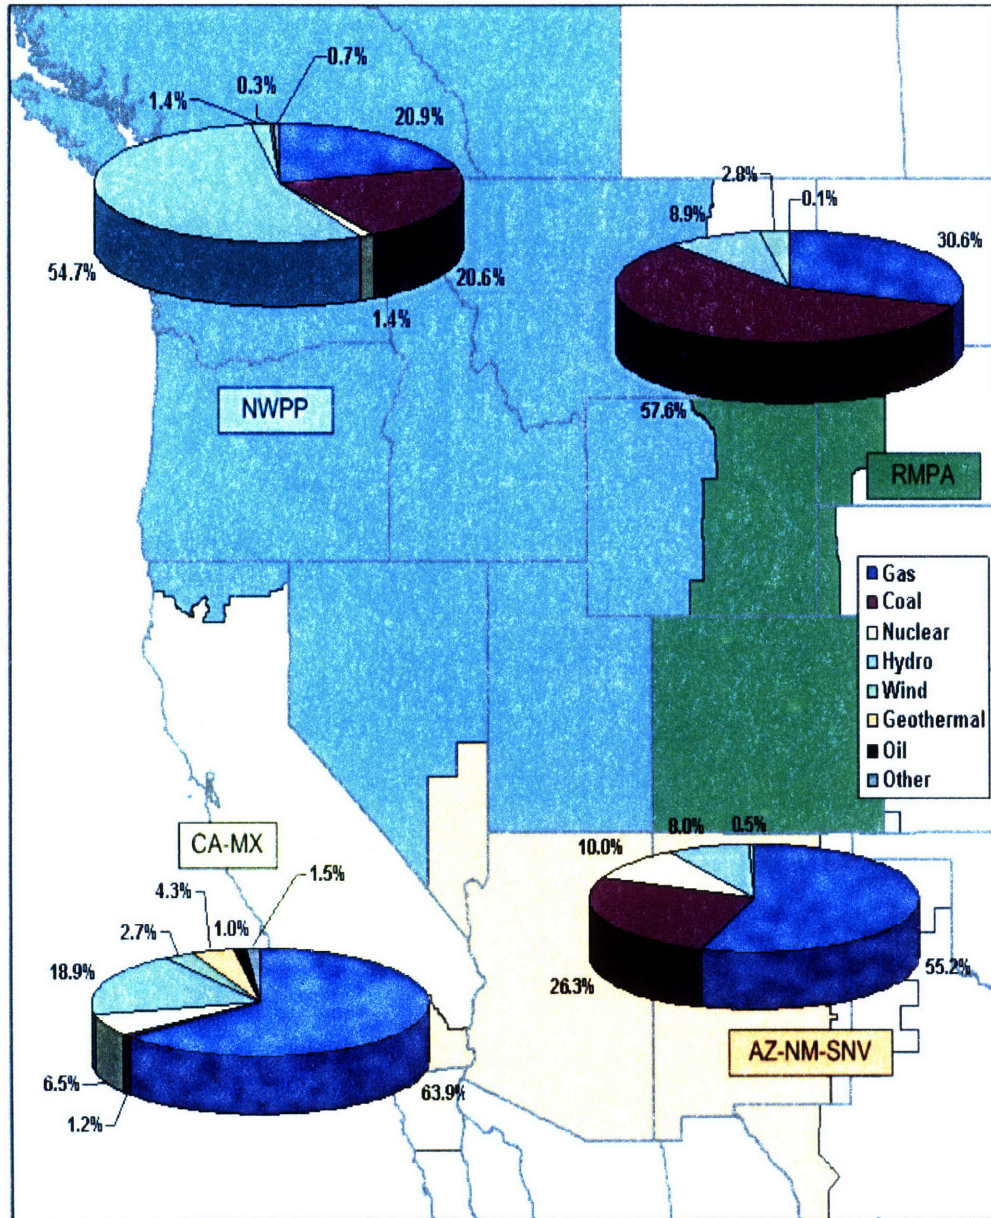 0.7%
0.3%
1.4%
20.9%
54.7%
20.6%
1.4%
2.8%
0.1%
8.9%
30.6%
57.6%
NWPP
RMPA
Gas
Coal
Nuclear
Hydro
Wind
Geothermal
Oil
Other
CA-MX
1.5%
4.3%
1.0%
2.7%
18.9%
6.5%
1.2%
63.9%
10.0%
8.0%
0.5%
26.3%
55.2%
AZ-NM-SNV